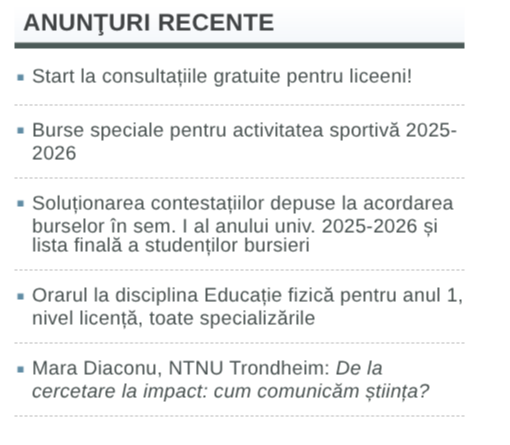 ANUNŢURI RECENTE
Start la consultațiile gratuite pentru liceeni!
Burse speciale pentru activitatea sportivă 2025-
2026
Soluționarea contestațiilor depuse la acordarea
burselor în sem. I al anului univ. 2025-2026 și
lista finală a studenților bursieri
Orarul la disciplina Educație fizică pentru anul 1,
nivel licență, toate specializările
Mara Diaconu, NTNU Trondheim: De la
cercetare la impact: cum comunicăm știința?